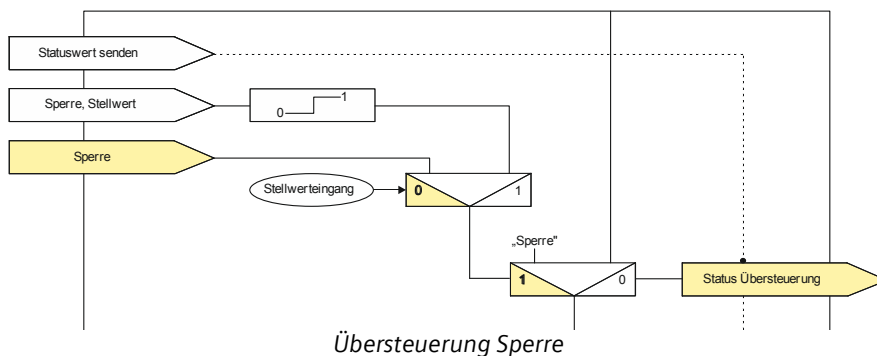 Statuswert senden
Sperre, Stellwert
0 1
Sperre
Stellwerteingang
0 1
„Sperre"
1 0
Status Übersteuerung
Übersteuerung Sperre